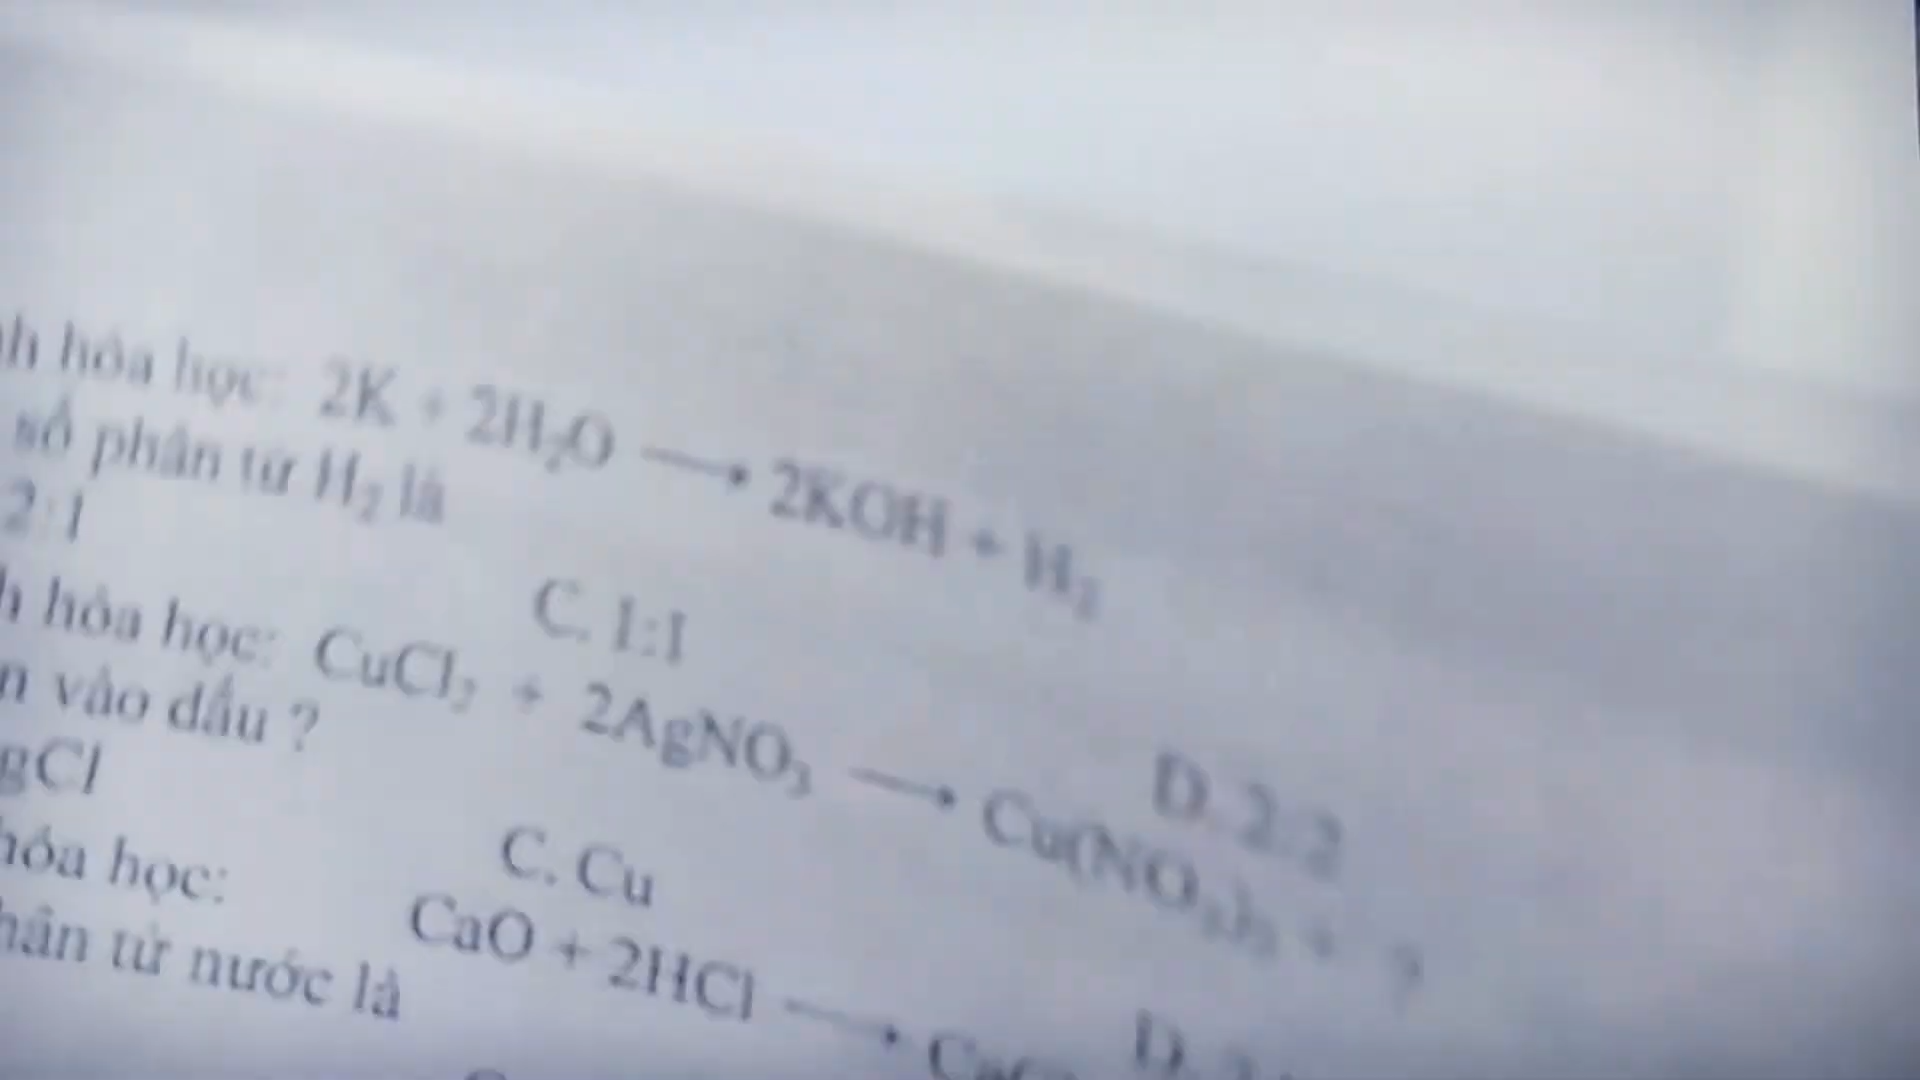 hóa học: 2K + 2H₂O → 2KOH + H₂
số phân tử H₂ là
2:1 C. 1:1 D. 2:2
hóa học: CuCl₂ + 2AgNO₃ → Cu(NO₃)₂ + ?
vào dấu ?
gCl C. Cu D.
hóa học: CaO + 2HCl →
tử nước là